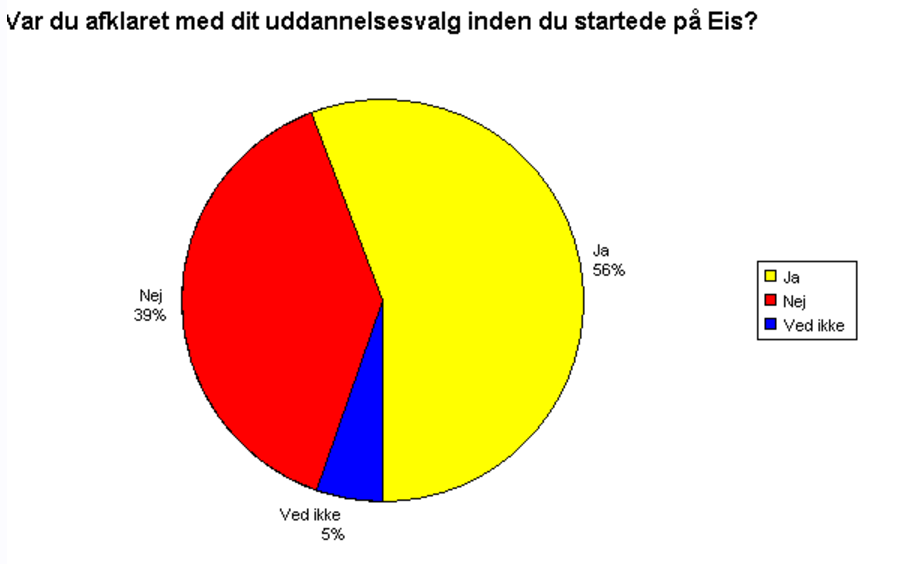 Var du afklaret med dit uddannelsesvalg inden du startede på Eis?
Ja
56%
Nej
39%
Ved ikke
5%
Ja
Nej
Ved ikke